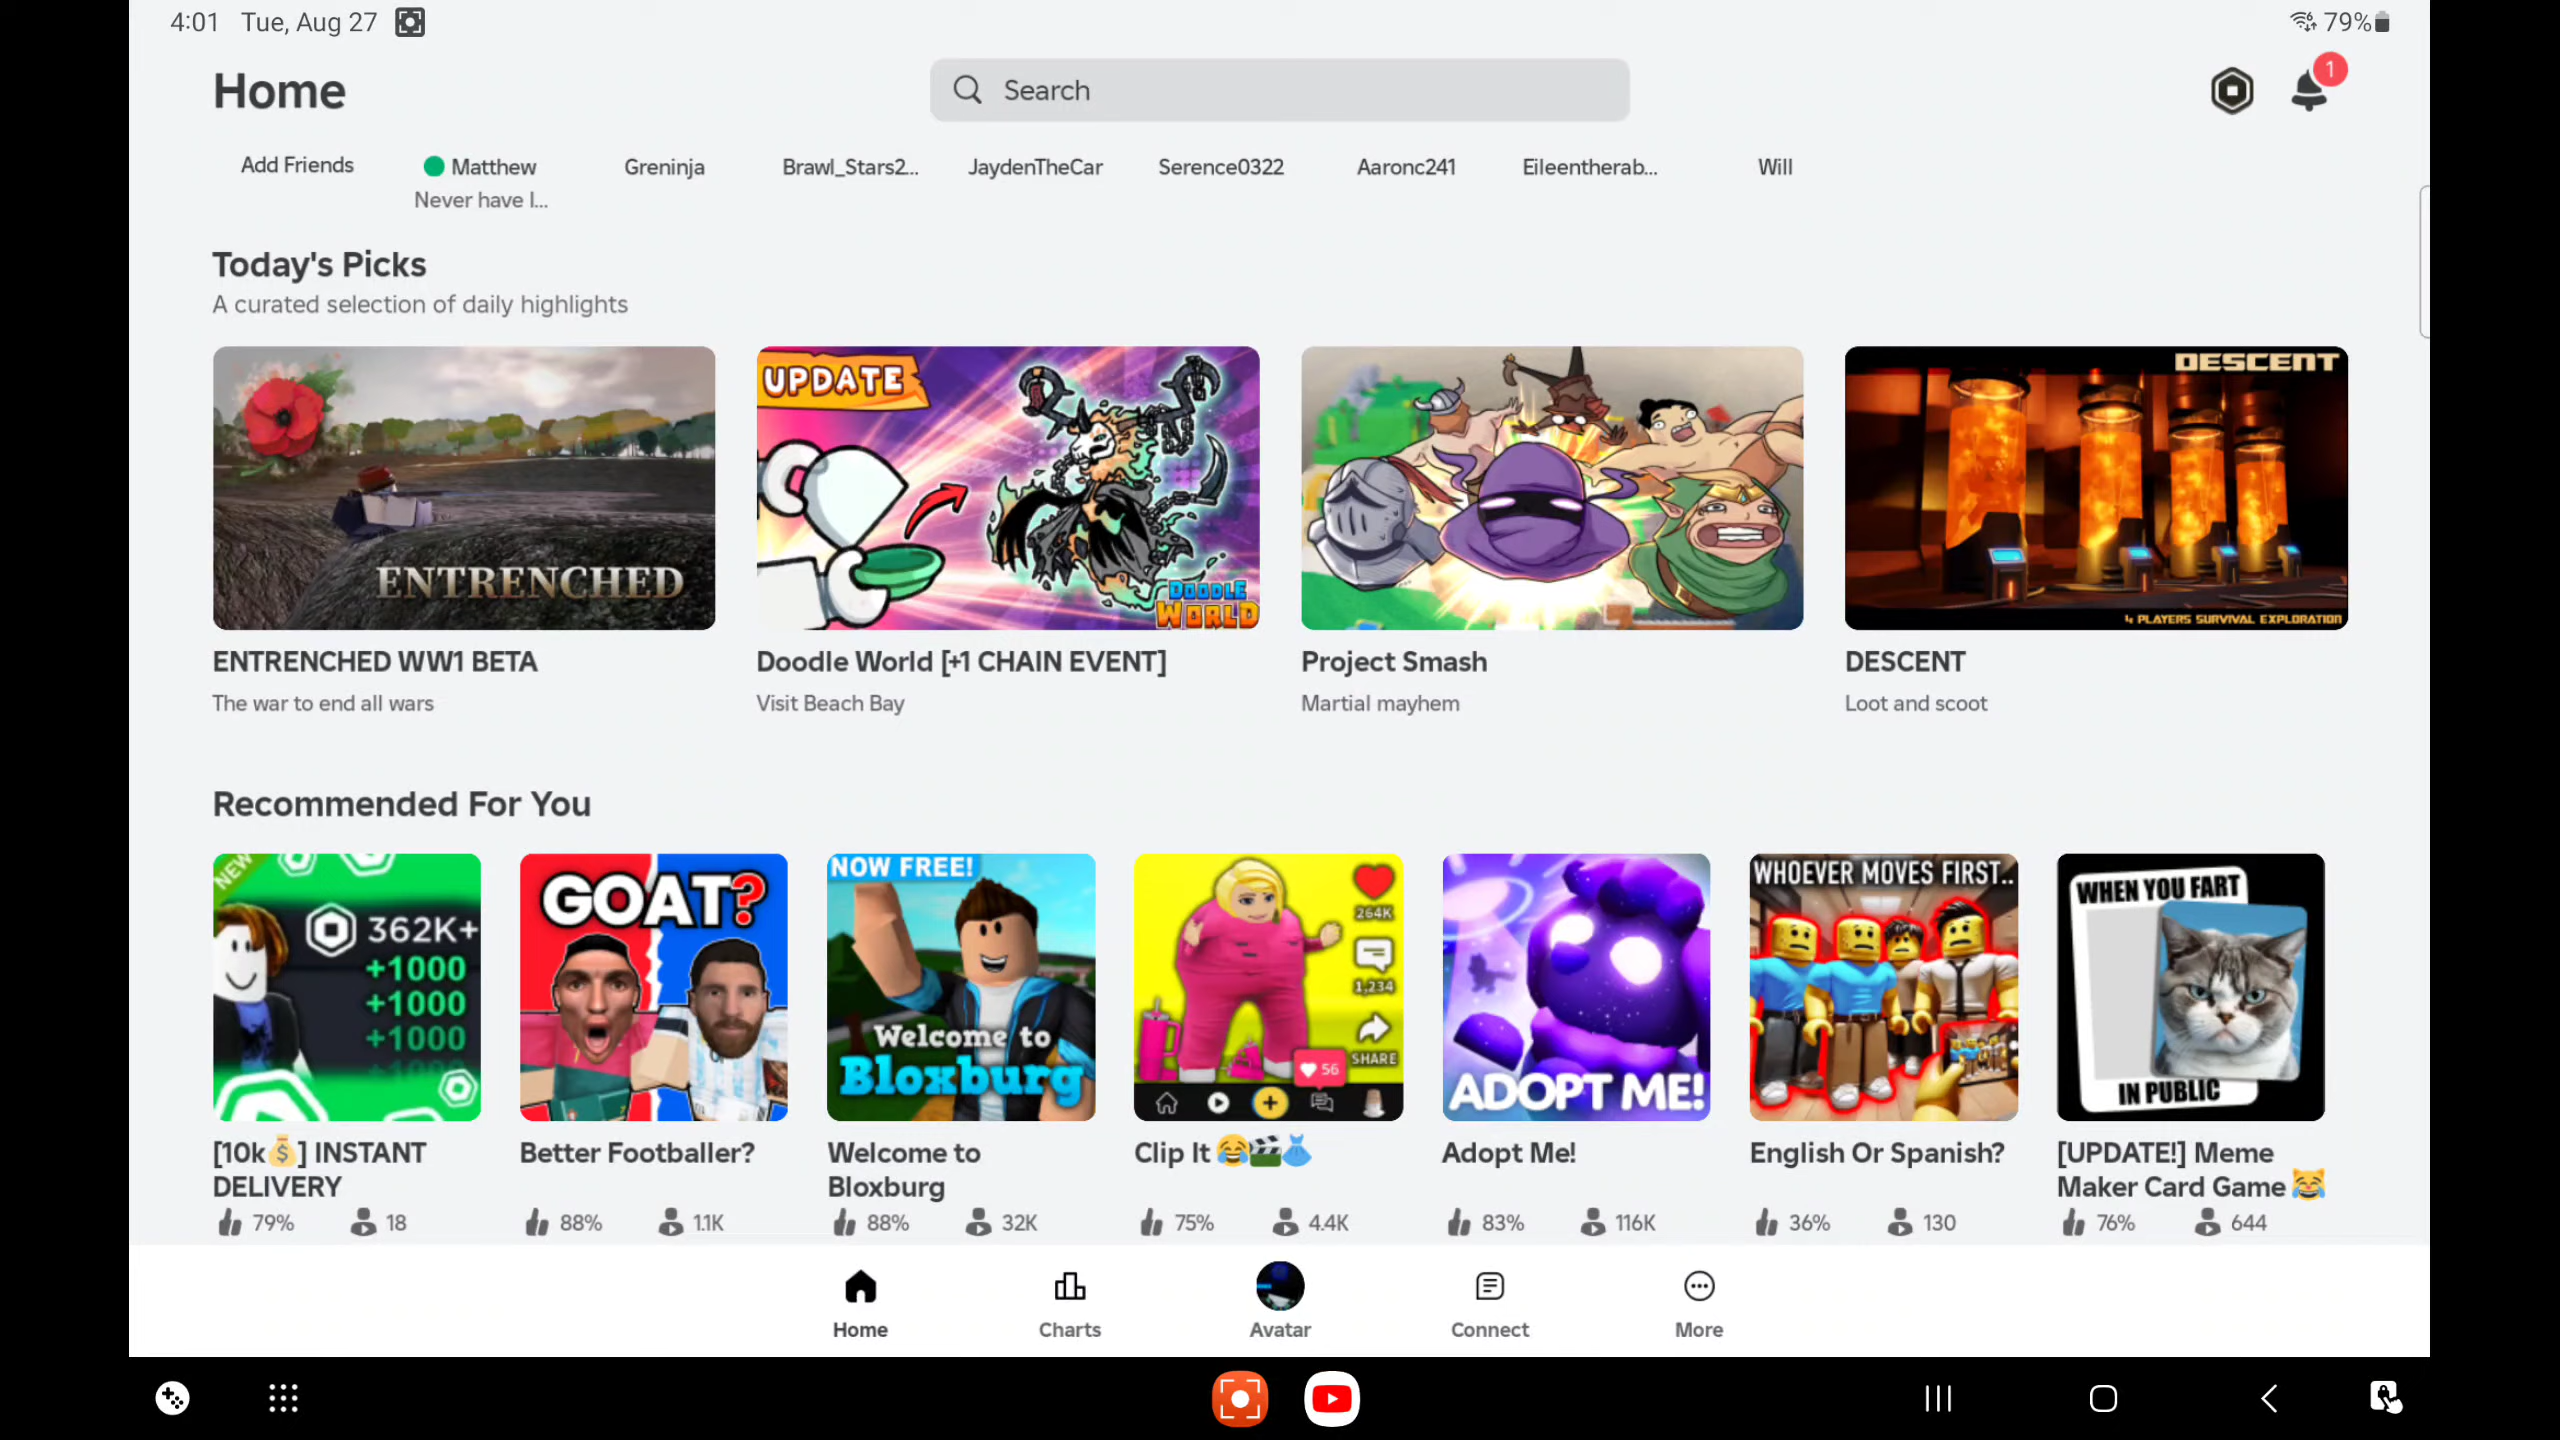 4:01 Tue, Aug 27
79%
Home
Search
1
Add Friends
Matthew
Greninja
Brawl_Stars2...
JaydenTheCar
Serence0322
Aaronc241
Eileentherab...
Will
Never have I...
Today's Picks
A curated selection of daily highlights
ENTRENCHED
UPDATE
DOODLE
WORLD
DESCENT
4 PLAYERS SURVIVAL EXPLORATION
ENTRENCHED WW1 BETA
The war to end all wars
Doodle World [+1 CHAIN EVENT]
Visit Beach Bay
Project Smash
Martial mayhem
DESCENT
Loot and scoot
Recommended For You
NEW
362K+
+1000
+1000
+1000
GOAT?
NOW FREE!
Welcome to
Bloxburg
264K
1,234
SHARE
56
ADOPT ME!
WHOEVER MOVES FIRST..
WHEN YOU FART
IN PUBLIC
[10k💰] INSTANT
DELIVERY
79% 18
Better Footballer?
88% 1.1K
Welcome to
Bloxburg
88% 32K
Clip It 😂🎬👗
75% 4.4K
Adopt Me!
83% 116K
English Or Spanish?
36% 130
[UPDATE!] Meme
Maker Card Game 😹
76% 644
Home
Charts
Avatar
Connect
More